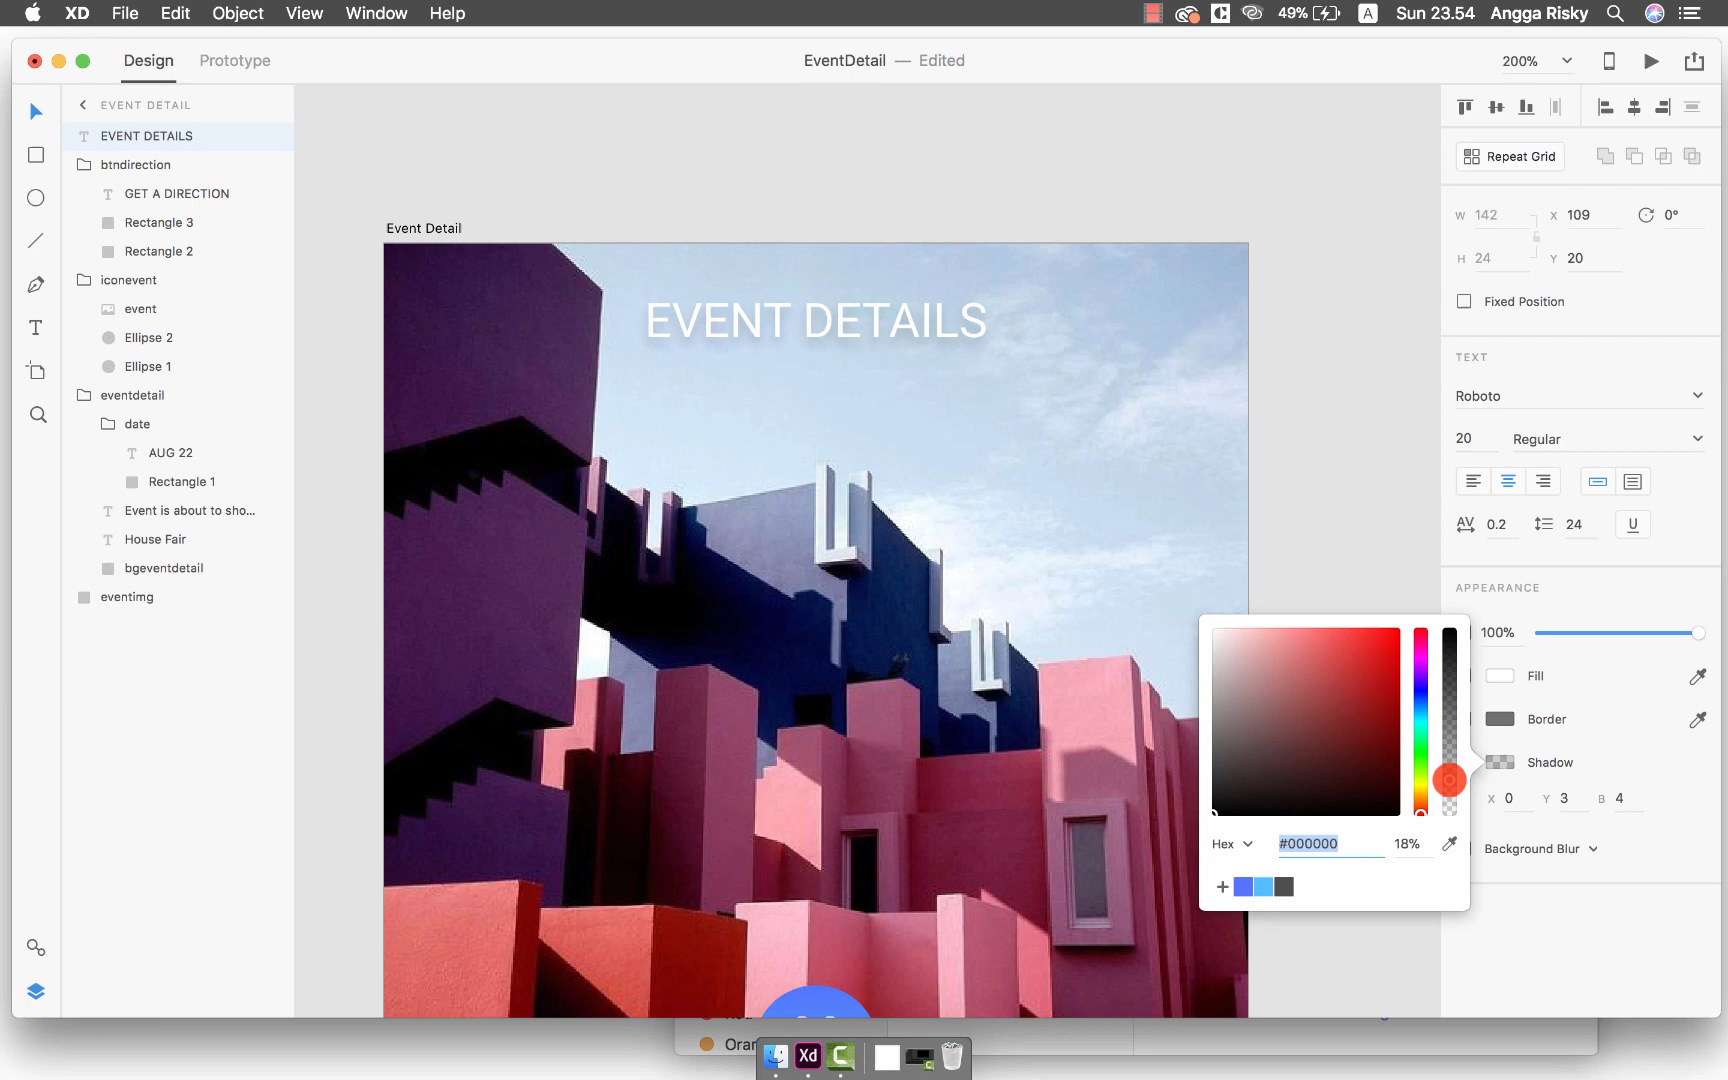 XD File Edit Object View Window Help
49% A Sun 23.54 Angga Risky
Design Prototype
EventDetail — Edited
200%
EVENT DETAIL
EVENT DETAILS
btndirection
GET A DIRECTION
Rectangle 3
Rectangle 2
iconevent
event
Ellipse 2
Ellipse 1
eventdetail
date
AUG 22
Rectangle 1
Event is about to sho...
House Fair
bgeventdetail
eventimg
Event Detail
EVENT DETAILS
Repeat Grid
W 142 X 109 0°
H 24 Y 20
Fixed Position
TEXT
Roboto
20 Regular
AV 0.2 24 U
APPEARANCE
100%
Fill
Border
Shadow
X 0 Y 3 B 4
Background Blur
Hex #000000 18%
Xd